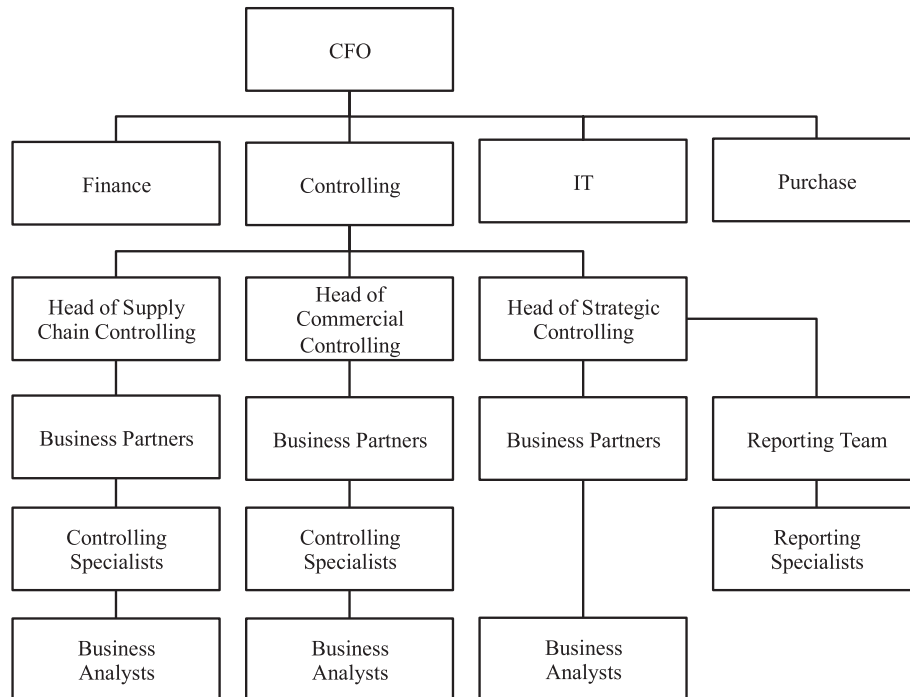 CFO
Finance
Controlling
IT
Purchase
Head of Supply
Chain Controlling
Head of
Commercial
Controlling
Head of Strategic
Controlling
Business Partners
Business Partners
Business Partners
Reporting Team
Controlling
Specialists
Controlling
Specialists
Reporting
Specialists
Business
Analysts
Business
Analysts
Business
Analysts